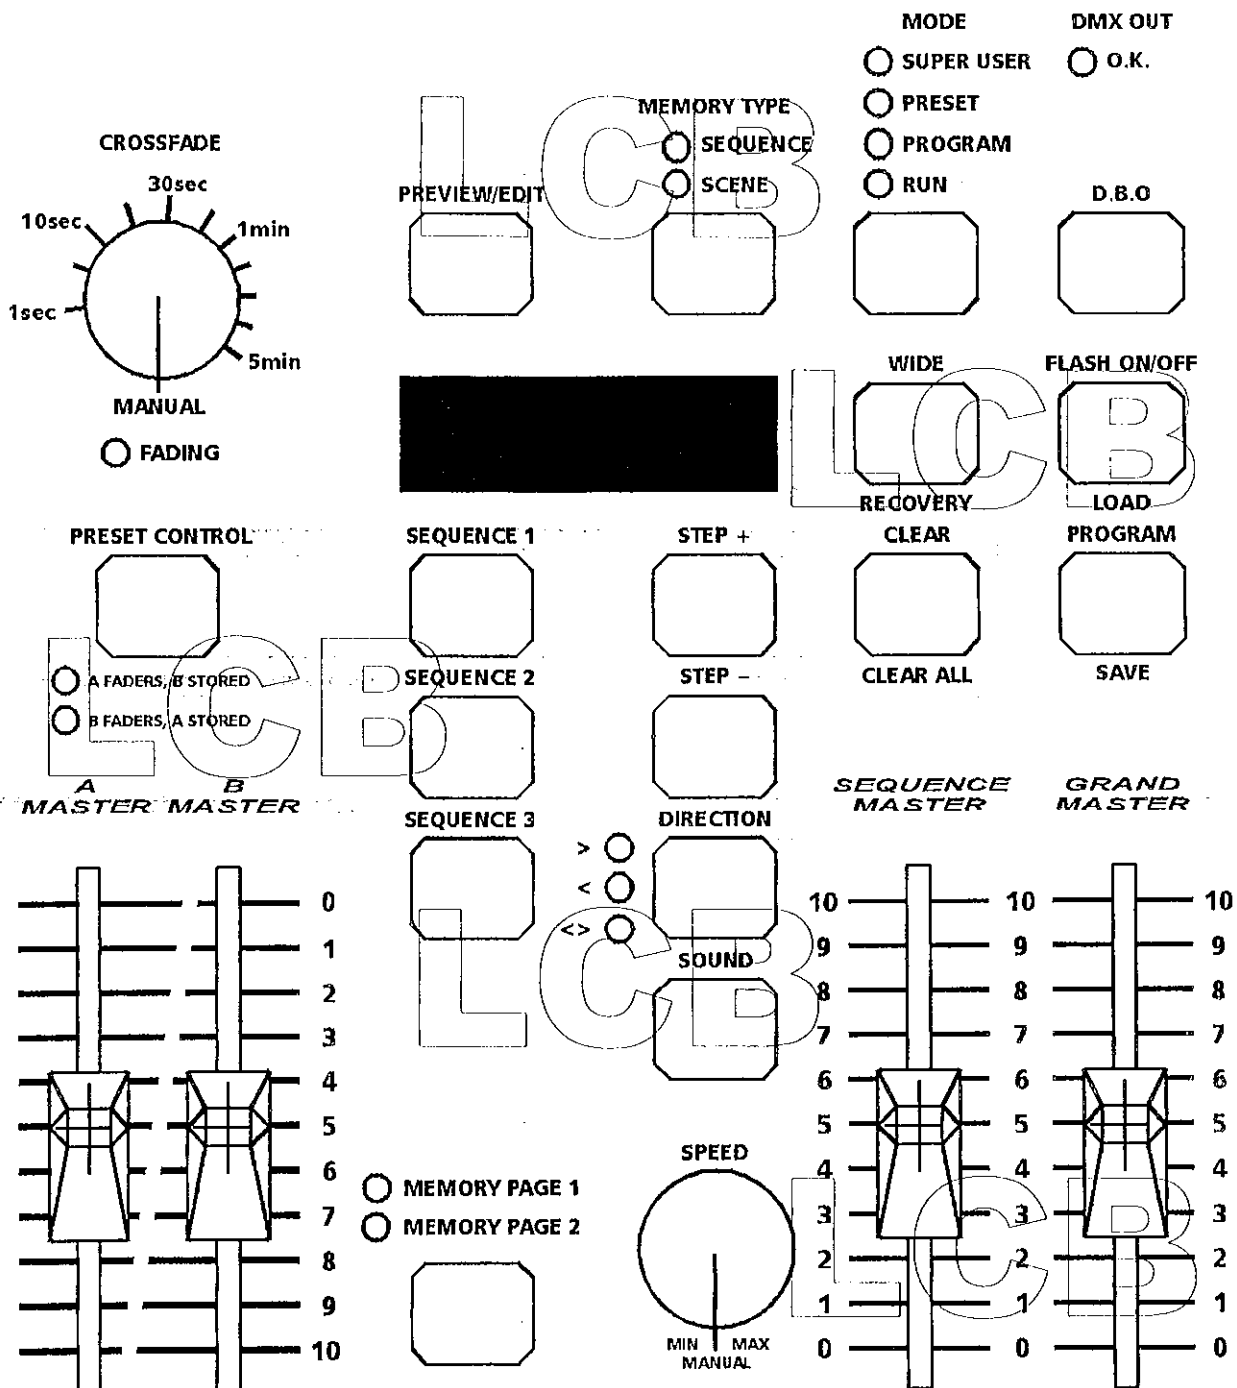 MODE
DMX OUT
SUPER USER
O.K.
PRESET
PROGRAM
RUN
MEMORY TYPE
SEQUENCE
SCENE
CROSSFADE
30sec
10sec
1min
1sec
5min
MANUAL
FADING
PREVIEW/EDIT
D.B.O
LCB
WIDE
FLASH ON/OFF
RECOVERY
LOAD
LCB
PRESET CONTROL
SEQUENCE 1
STEP +
CLEAR
PROGRAM
A FADERS, B STORED
B FADERS, A STORED
LCB
SEQUENCE 2
STEP –
CLEAR ALL
SAVE
A MASTER
B MASTER
SEQUENCE MASTER
GRAND MASTER
SEQUENCE 3
DIRECTION
>
<
<>
LCB
SOUND
0
1
2
3
4
5
6
7
8
9
10
MEMORY PAGE 1
MEMORY PAGE 2
SPEED
MIN MAX
MANUAL
10 10 10
9 9 9
8 8 8
7 7 7
6 6 6
5 5 5
4 4 4
3 3 3
2 2 2
1 1 1
0 0 0
LCB